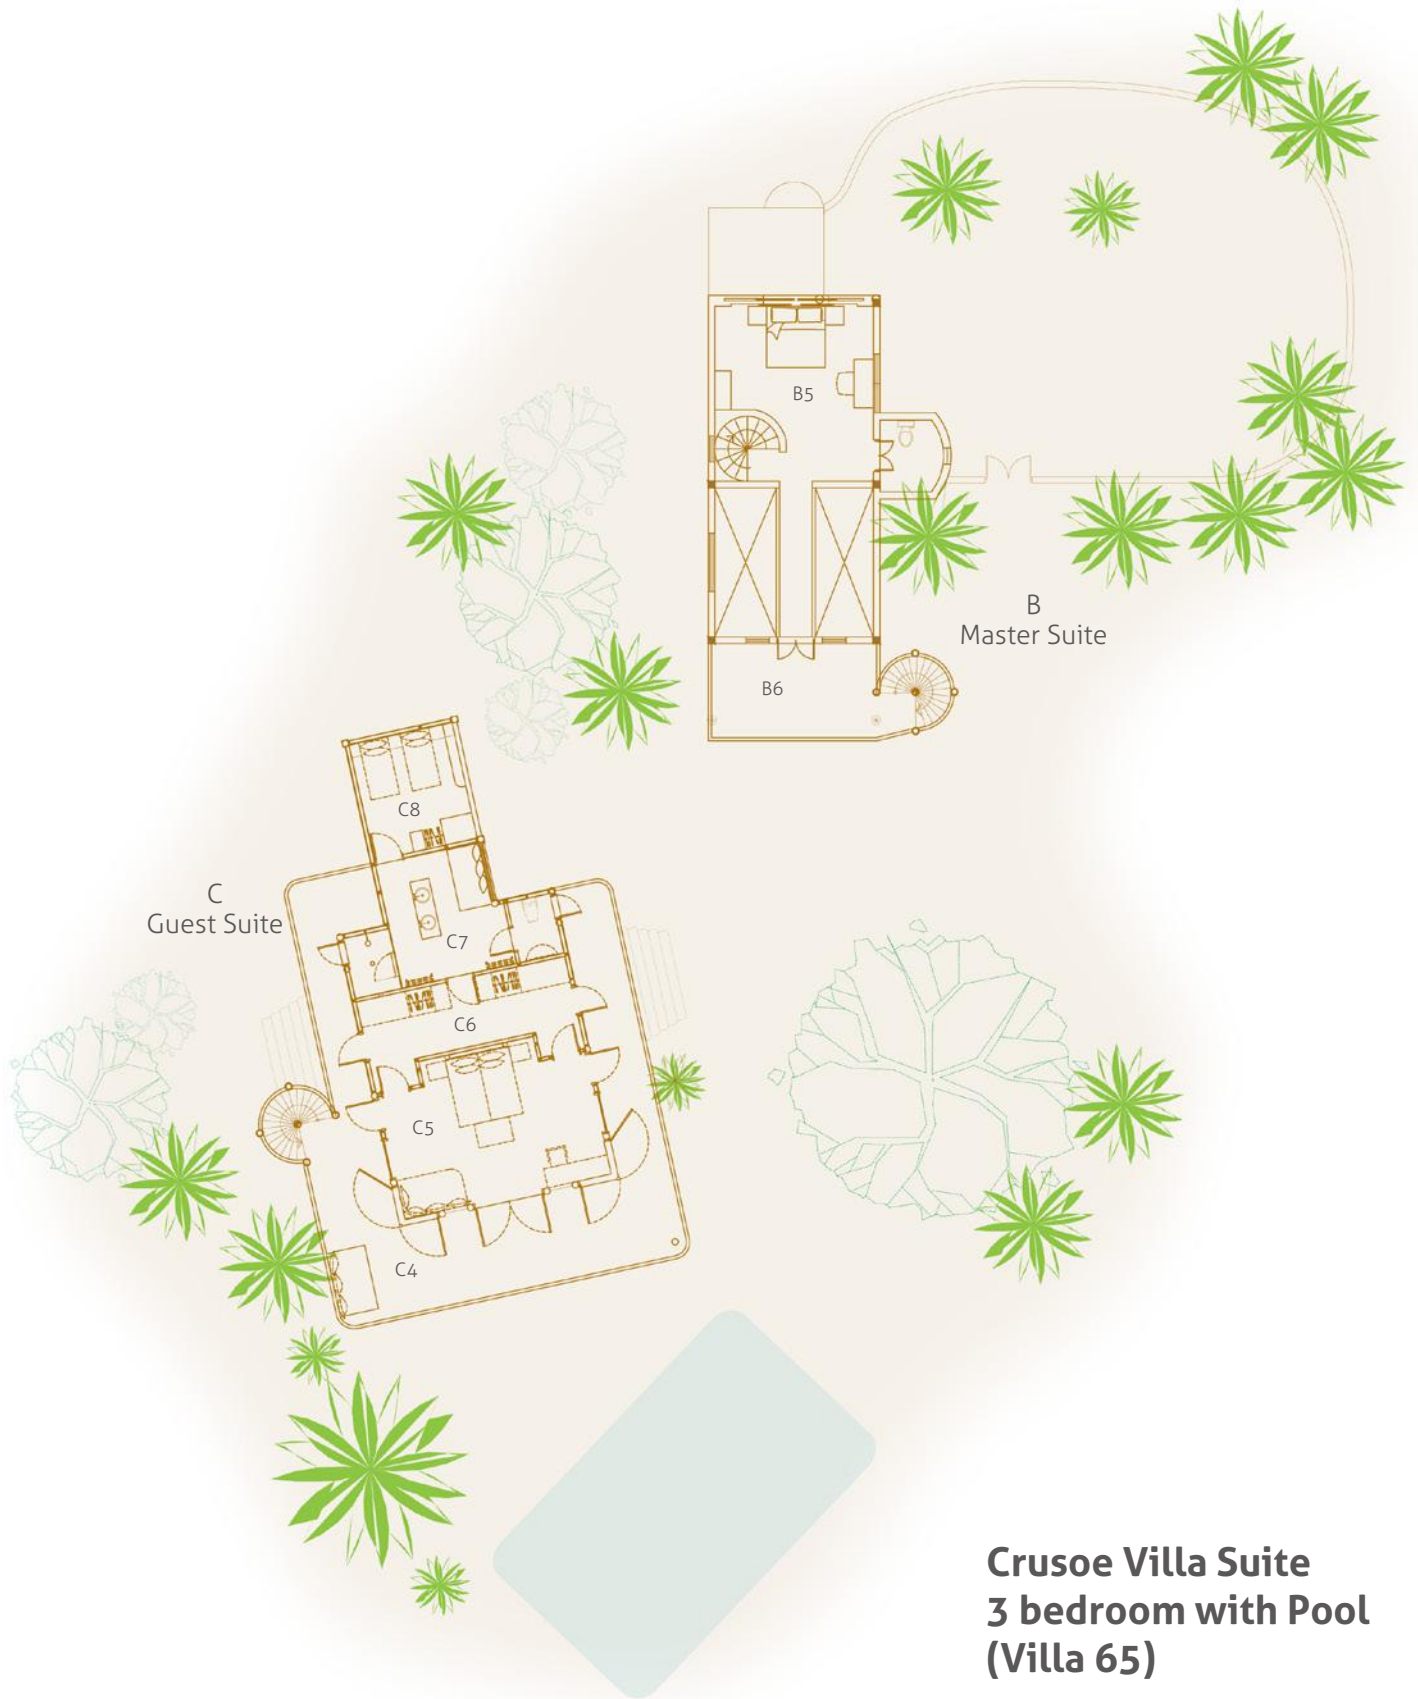 B5
B
Master Suite
B6
C8
C
Guest Suite
C7
C6
C5
C4
Crusoe Villa Suite
3 bedroom with Pool
(Villa 65)